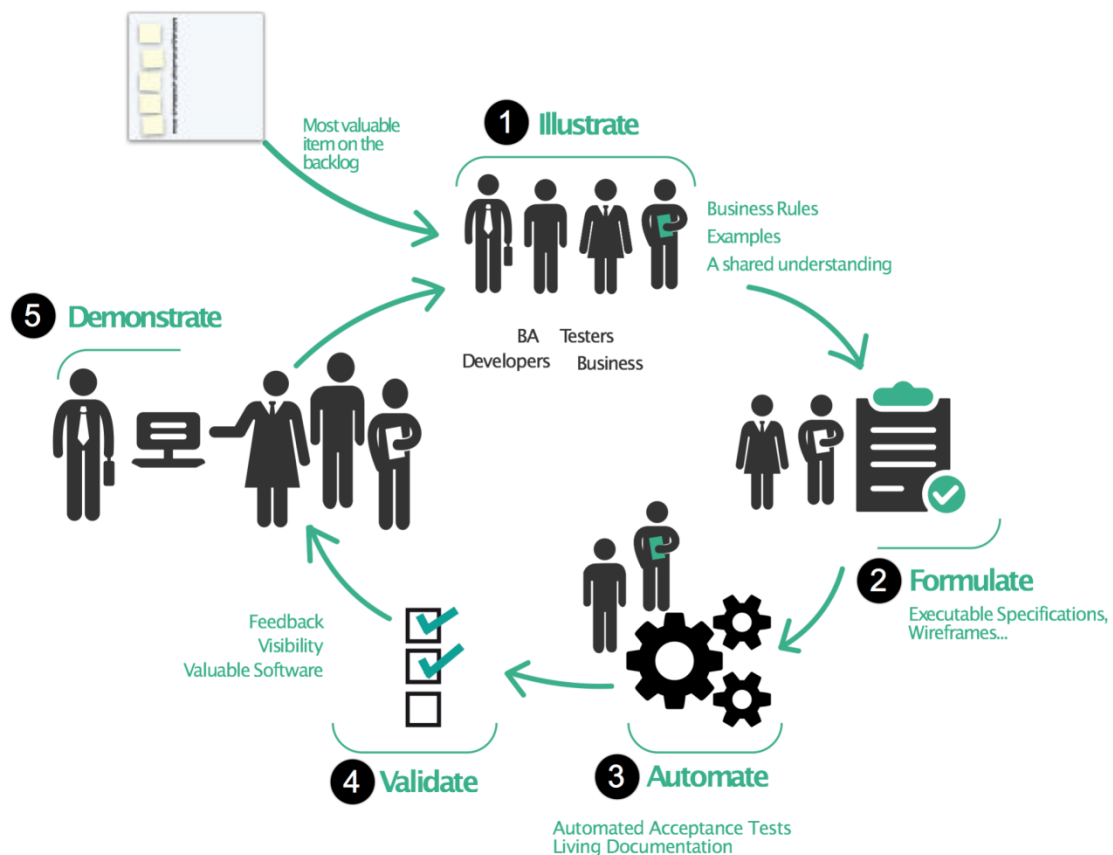 Most valuable
item on the
backlog
1 Illustrate
Business Rules
Examples
A shared understanding
BA Testers
Developers Business
2 Formulate
Executable Specifications,
Wireframes...
3 Automate
Automated Acceptance Tests
Living Documentation
4 Validate
Feedback
Visibility
Valuable Software
5 Demonstrate